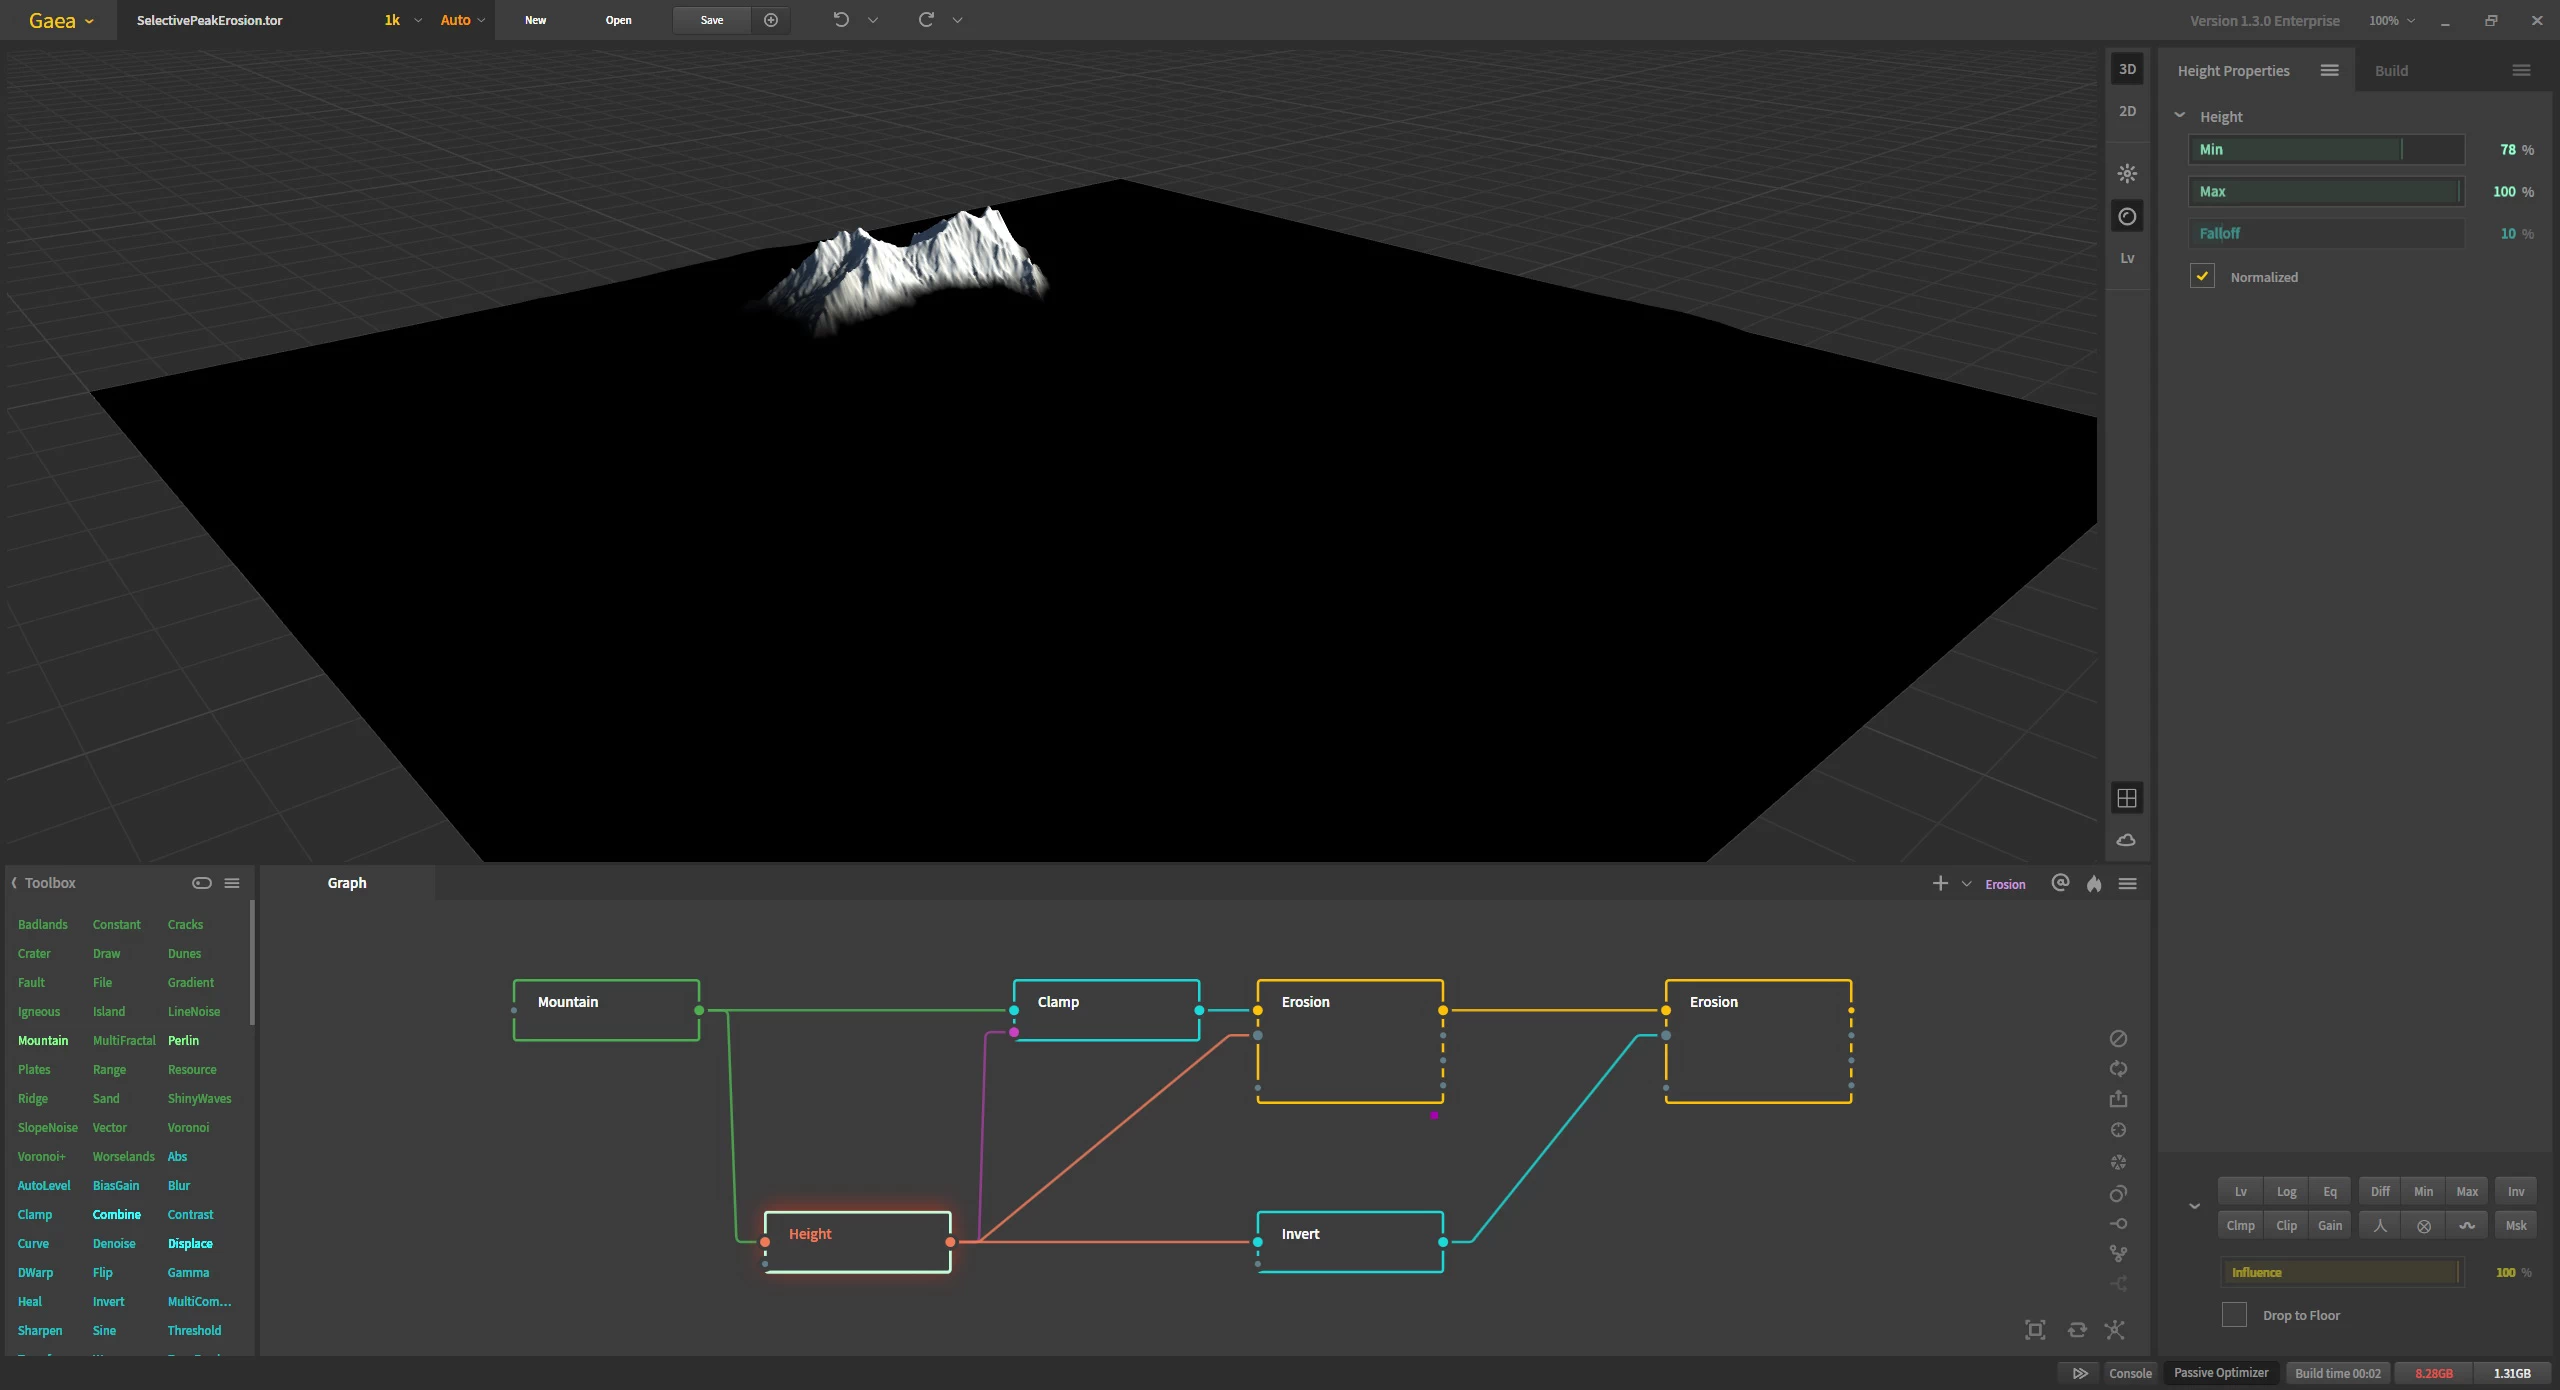 Gaea
SelectivePeakErosion.tor
1k
Auto
New
Open
Save
Version 1.3.0 Enterprise
100%
3D
2D
Lv
Height Properties
Build
Height
Min 78 %
Max 100 %
Falloff 10 %
Normalized
Toolbox
Badlands Constant Cracks
Crater Draw Dunes
Fault File Gradient
Igneous Island LineNoise
Mountain MultiFractal Perlin
Plates Range Resource
Ridge Sand ShinyWaves
SlopeNoise Vector Voronoi
Voronoi+ Worselands Abs
AutoLevel BiasGain Blur
Clamp Combine Contrast
Curve Denoise Displace
DWarp Flip Gamma
Heal Invert MultiCom...
Sharpen Sine Threshold
Graph
Erosion
Mountain
Clamp
Erosion
Erosion
Height
Invert
Lv Log Eq Diff Min Max Inv
Clmp Clip Gain Msk
Influence 100 %
Drop to Floor
Console
Passive Optimizer
Build time 00:02
8.28GB
1.31GB